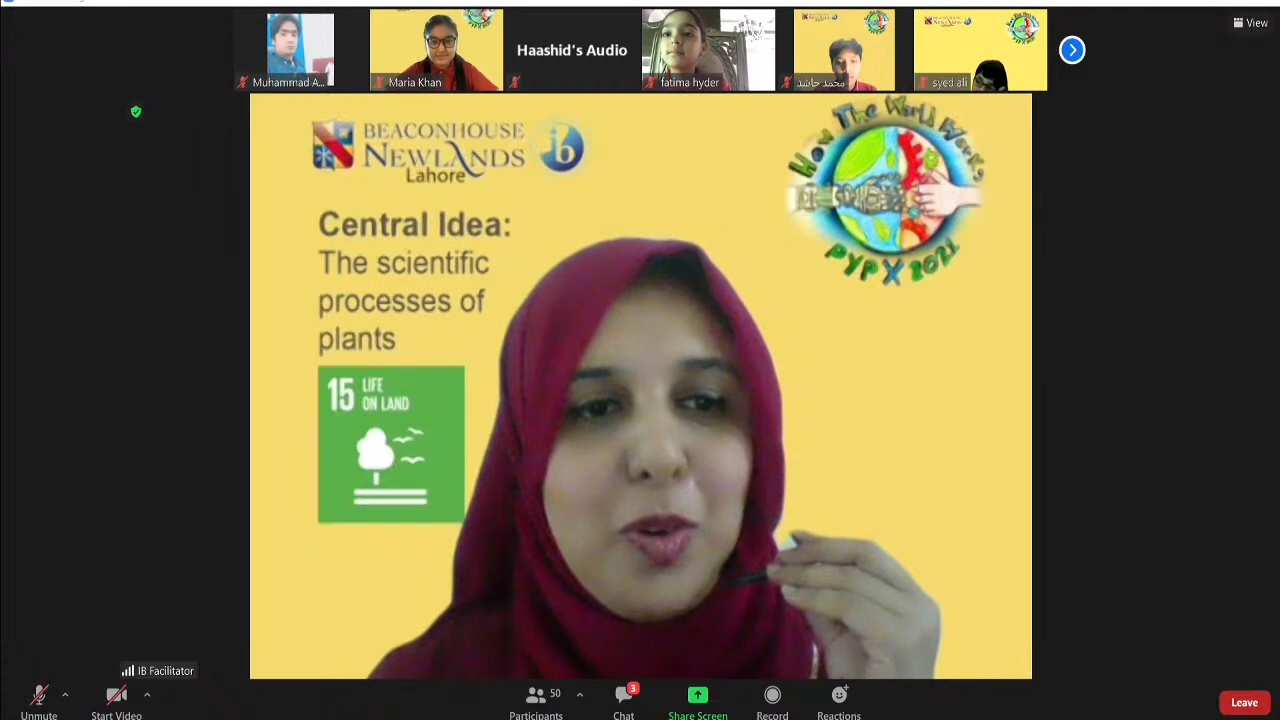 View
Muhammad A...
Maria Khan
Haashid's Audio
fatima hyder
محمد حاشد
syed ali
BEACONHOUSE
NEWLANDS
Lahore
ib
How The World Works
PYPX 2021
Central Idea:
The scientific
processes of
plants
15 LIFE
ON LAND
IB Facilitator
Unmute
Start Video
50
Participants
3
Chat
Share Screen
Record
Reactions
Leave